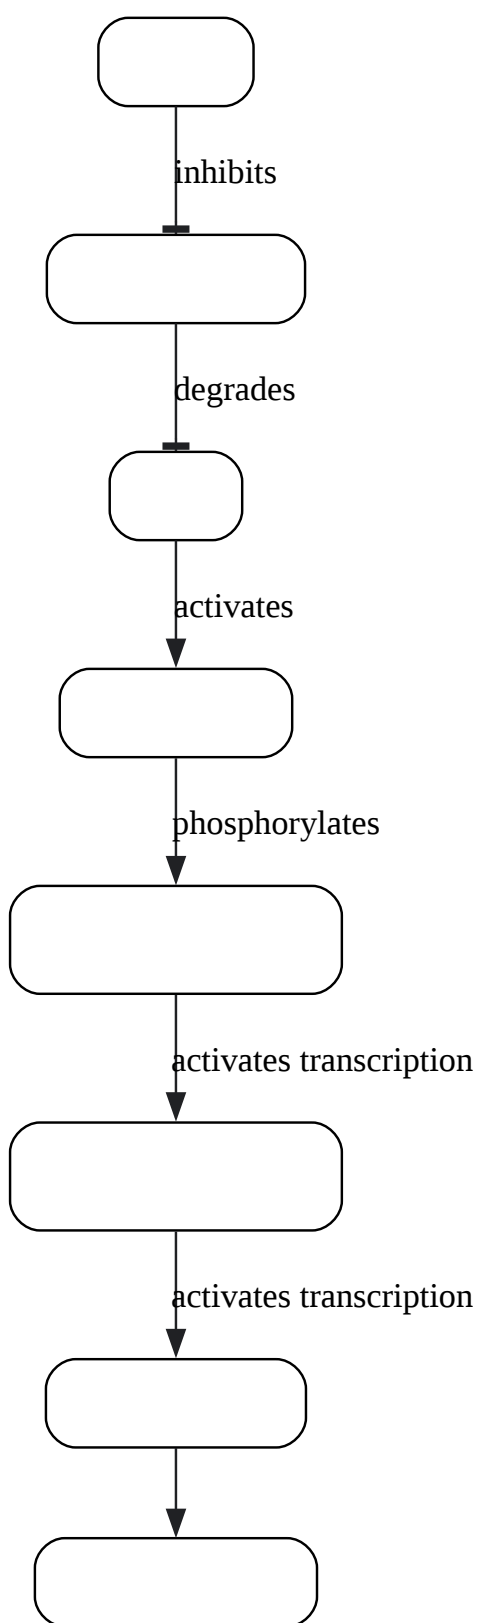 inhibits
degrades
activates
phosphorylates
activates transcription
activates transcription